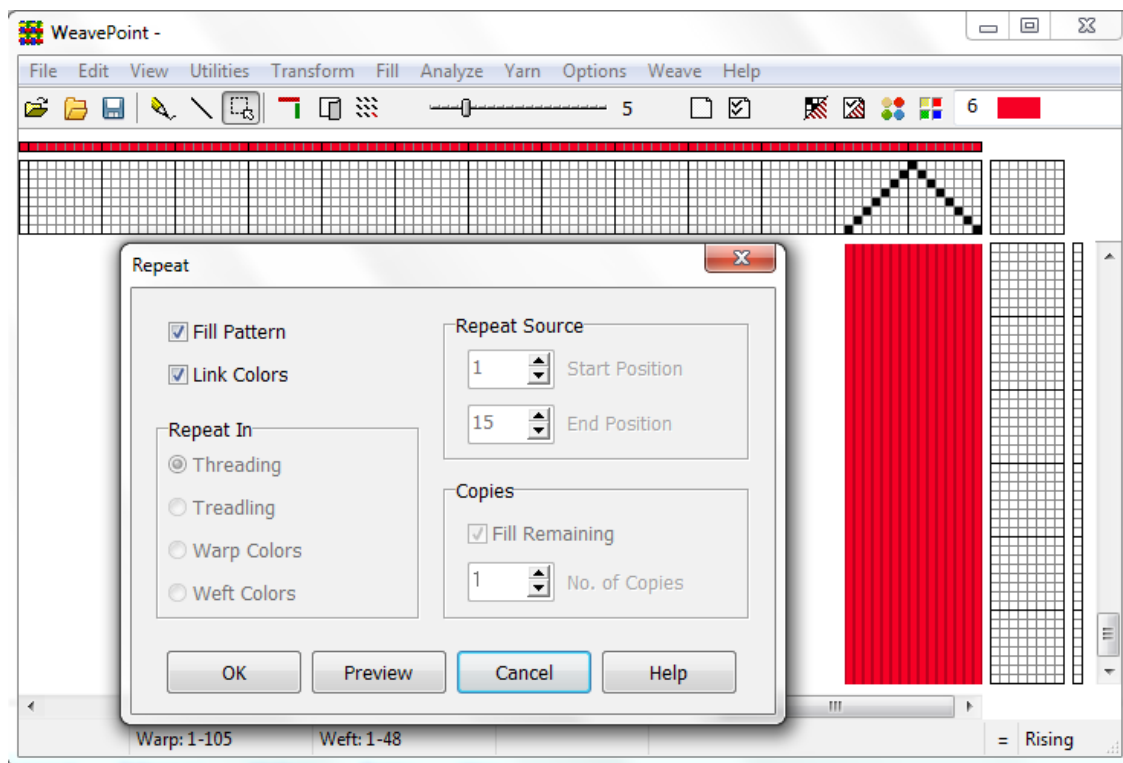 WeavePoint -
File Edit View Utilities Transform Fill Analyze Yarn Options Weave Help
5 6
Repeat
Fill Pattern
Link Colors
Repeat In
Threading
Treadling
Warp Colors
Weft Colors
Repeat Source
1 Start Position
15 End Position
Copies
Fill Remaining
1 No. of Copies
OK Preview Cancel Help
Warp: 1-105 Weft: 1-48 = Rising